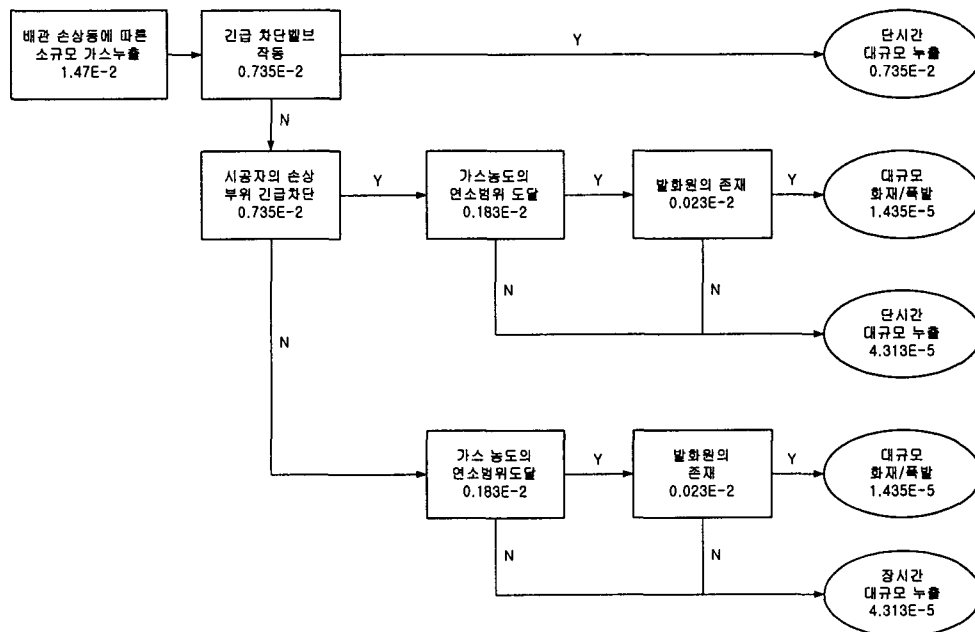 배관 손상등에 따른
소규모 가스누출
1.47E-2
긴급 차단밸브
작동
0.735E-2
Y
단시간
대규모 누출
0.735E-2
N
시공자의 손상
부위 긴급차단
0.735E-2
Y
가스농도의
연소범위 도달
0.183E-2
Y
발화원의 존재
0.023E-2
Y
대규모
화재/폭발
1.435E-5
N
N
단시간
대규모 누출
4.313E-5
N
가스 농도의
연소범위도달
0.183E-2
Y
발화원의
존재
0.023E-2
Y
대규모
화재/폭발
1.435E-5
N
N
장시간
대규모 누출
4.313E-5